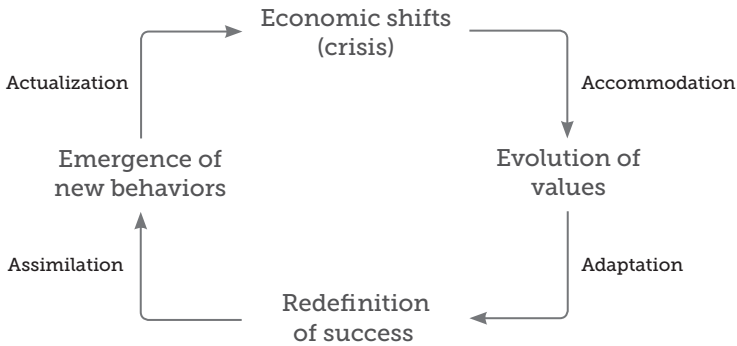 Economic shifts
(crisis)
Actualization
Accommodation
Emergence of
new behaviors
Evolution of
values
Assimilation
Adaptation
Redefinition
of success